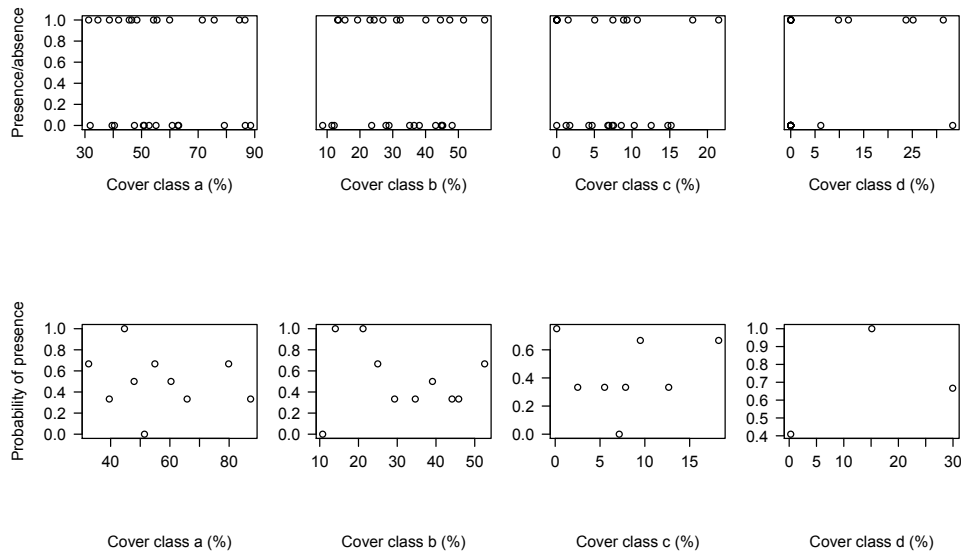 Presence/absence
1.0
0.8
0.6
0.4
0.2
0.0
30 50 70 90
10 20 30 40 50
0 5 10 15 20
0 5 15 25
Cover class a (%)
Cover class b (%)
Cover class c (%)
Cover class d (%)
Probability of presence
1.0
0.8
0.6
0.4
0.2
0.0
1.0
0.8
0.6
0.4
0.2
0.0
0.6
0.4
0.2
0.0
1.0
0.9
0.8
0.7
0.6
0.5
0.4
40 60 80
10 20 30 40 50
0 5 10 15
0 5 10 20 30
Cover class a (%)
Cover class b (%)
Cover class c (%)
Cover class d (%)